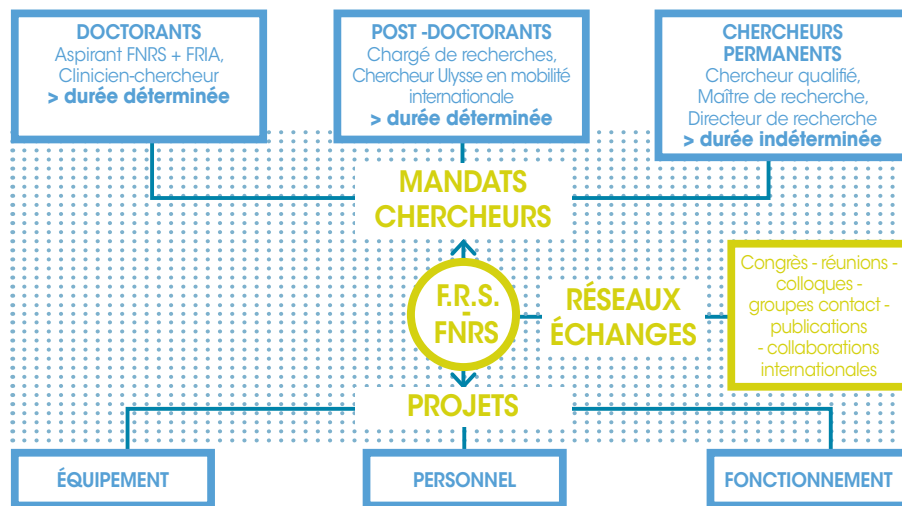 DOCTORANTS
Aspirant FNRS + FRIA,
Clinicien-chercheur
> durée déterminée
POST -DOCTORANTS
Chargé de recherches,
Chercheur Ulysse en mobilité
internationale
> durée déterminée
CHERCHEURS
PERMANENTS
Chercheur qualifié,
Maître de recherche,
Directeur de recherche
> durée indéterminée
MANDATS
CHERCHEURS
F.R.S.
-
FNRS
RÉSEAUX
ÉCHANGES
Congrès - réunions -
colloques -
groupes contact -
publications
- collaborations
internationales
PROJETS
ÉQUIPEMENT
PERSONNEL
FONCTIONNEMENT